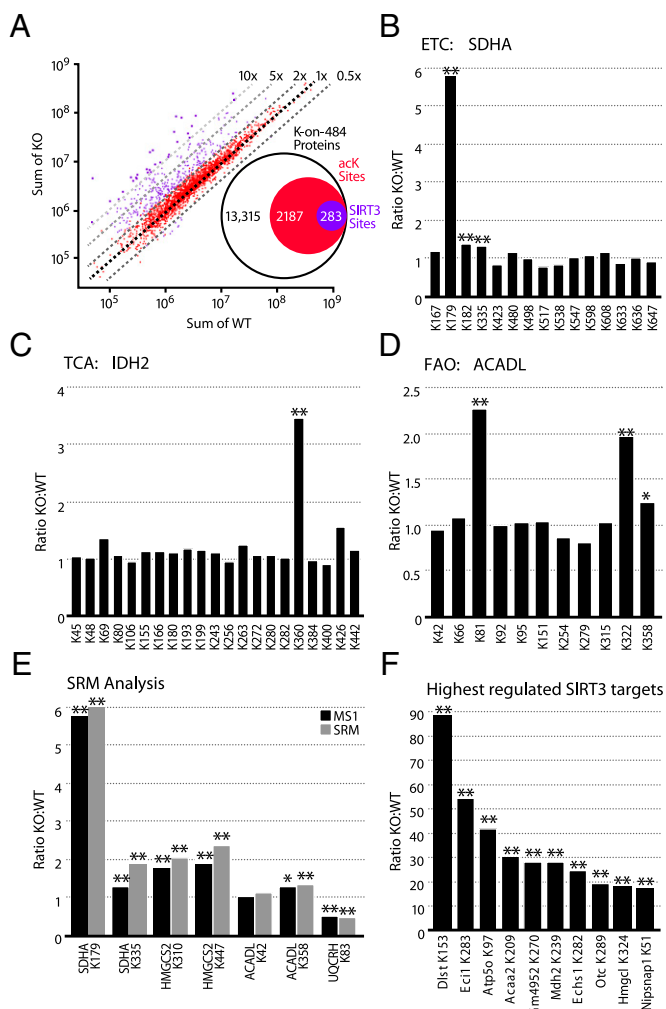 A
10⁹
10⁸
10⁷
10⁶
10⁵
Sum of KO
10x 5x 2x 1x 0.5x
K-on-484
Proteins
acK
Sites
SIRT3
Sites
13,315
2187
283
10⁵ 10⁶ 10⁷ 10⁸ 10⁹
Sum of WT
B
ETC: SDHA
Ratio KO:WT
6
5
4
3
2
1
0
** ** **
K167 K179 K182 K335 K423 K480 K498 K517 K538 K547 K598 K608 K633 K636 K647
C
TCA: IDH2
Ratio KO:WT
4
3
2
1
0
**
K45 K48 K69 K80 K106 K155 K166 K180 K193 K199 K243 K256 K263 K272 K280 K282 K360 K384 K400 K426 K442
D
FAO: ACADL
Ratio KO:WT
2.5
2.0
1.5
1.0
0.5
0
** ** *
K42 K66 K81 K92 K95 K151 K254 K279 K315 K322 K358
E
SRM Analysis
MS1
SRM
Ratio KO:WT
6
5
4
3
2
1
0
** ** ** ** ** ** ** ** * ** ** **
SDHA K179
SDHA K335
HMGCS2 K310
HMGCS2 K447
ACADL K42
ACADL K358
UQCRH K83
F
Highest regulated SIRT3 targets
Ratio KO:WT
90
80
70
60
50
40
30
20
10
0
** ** ** ** ** ** ** ** ** **
Dlst K153
Eci1 K283
Atp5o K97
Acaa2 K209
m4952 K270
Mdh2 K239
Echs1 K282
Otc K289
Hmgcl K324
Nipsnap1 K51